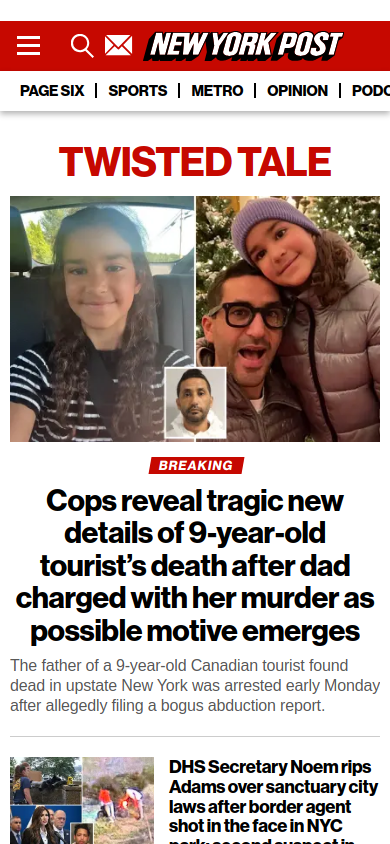 NEW YORK POST
PAGE SIX | SPORTS | METRO | OPINION | PODC
TWISTED TALE
BREAKING
Cops reveal tragic new
details of 9-year-old
tourist’s death after dad
charged with her murder as
possible motive emerges
The father of a 9-year-old Canadian tourist found
dead in upstate New York was arrested early Monday
after allegedly filing a bogus abduction report.
DHS Secretary Noem rips
Adams over sanctuary city
laws after border agent
shot in the face in NYC
park; second suspect in